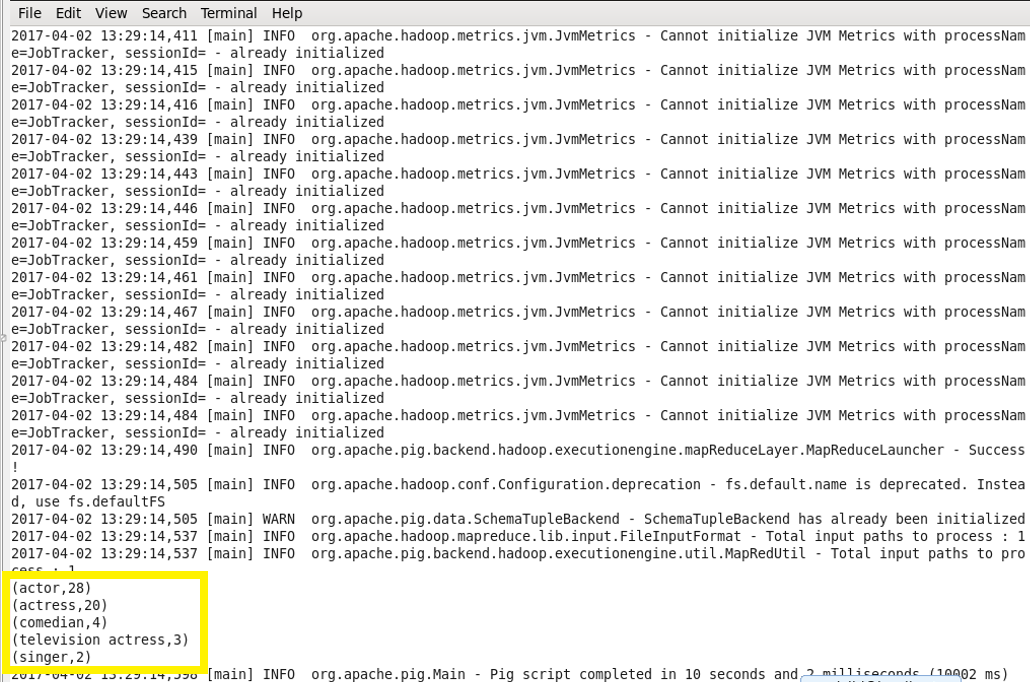 File Edit View Search Terminal Help
2017-04-02 13:29:14,411 [main] INFO  org.apache.hadoop.metrics.jvm.JvmMetrics - Cannot initialize JVM Metrics with processNam
e=JobTracker, sessionId= - already initialized
2017-04-02 13:29:14,415 [main] INFO  org.apache.hadoop.metrics.jvm.JvmMetrics - Cannot initialize JVM Metrics with processNam
e=JobTracker, sessionId= - already initialized
2017-04-02 13:29:14,416 [main] INFO  org.apache.hadoop.metrics.jvm.JvmMetrics - Cannot initialize JVM Metrics with processNam
e=JobTracker, sessionId= - already initialized
2017-04-02 13:29:14,439 [main] INFO  org.apache.hadoop.metrics.jvm.JvmMetrics - Cannot initialize JVM Metrics with processNam
e=JobTracker, sessionId= - already initialized
2017-04-02 13:29:14,443 [main] INFO  org.apache.hadoop.metrics.jvm.JvmMetrics - Cannot initialize JVM Metrics with processNam
e=JobTracker, sessionId= - already initialized
2017-04-02 13:29:14,446 [main] INFO  org.apache.hadoop.metrics.jvm.JvmMetrics - Cannot initialize JVM Metrics with processNam
e=JobTracker, sessionId= - already initialized
2017-04-02 13:29:14,459 [main] INFO  org.apache.hadoop.metrics.jvm.JvmMetrics - Cannot initialize JVM Metrics with processNam
e=JobTracker, sessionId= - already initialized
2017-04-02 13:29:14,461 [main] INFO  org.apache.hadoop.metrics.jvm.JvmMetrics - Cannot initialize JVM Metrics with processNam
e=JobTracker, sessionId= - already initialized
2017-04-02 13:29:14,467 [main] INFO  org.apache.hadoop.metrics.jvm.JvmMetrics - Cannot initialize JVM Metrics with processNam
e=JobTracker, sessionId= - already initialized
2017-04-02 13:29:14,482 [main] INFO  org.apache.hadoop.metrics.jvm.JvmMetrics - Cannot initialize JVM Metrics with processNam
e=JobTracker, sessionId= - already initialized
2017-04-02 13:29:14,484 [main] INFO  org.apache.hadoop.metrics.jvm.JvmMetrics - Cannot initialize JVM Metrics with processNam
e=JobTracker, sessionId= - already initialized
2017-04-02 13:29:14,484 [main] INFO  org.apache.hadoop.metrics.jvm.JvmMetrics - Cannot initialize JVM Metrics with processNam
e=JobTracker, sessionId= - already initialized
2017-04-02 13:29:14,490 [main] INFO  org.apache.pig.backend.hadoop.executionengine.mapReduceLayer.MapReduceLauncher - Success
!
2017-04-02 13:29:14,505 [main] INFO  org.apache.hadoop.conf.Configuration.deprecation - fs.default.name is deprecated. Instea
d, use fs.defaultFS
2017-04-02 13:29:14,505 [main] WARN  org.apache.pig.data.SchemaTupleBackend - SchemaTupleBackend has already been initialized
2017-04-02 13:29:14,537 [main] INFO  org.apache.hadoop.mapreduce.lib.input.FileInputFormat - Total input paths to process : 1
2017-04-02 13:29:14,537 [main] INFO  org.apache.pig.backend.hadoop.executionengine.util.MapRedUtil - Total input paths to pro
cess : 1
(actor,28)
(actress,20)
(comedian,4)
(television actress,3)
(singer,2)
2017-04-02 13:29:14,598 [main] INFO  org.apache.pig.Main - Pig script completed in 10 seconds and 2 milliseconds (10002 ms)